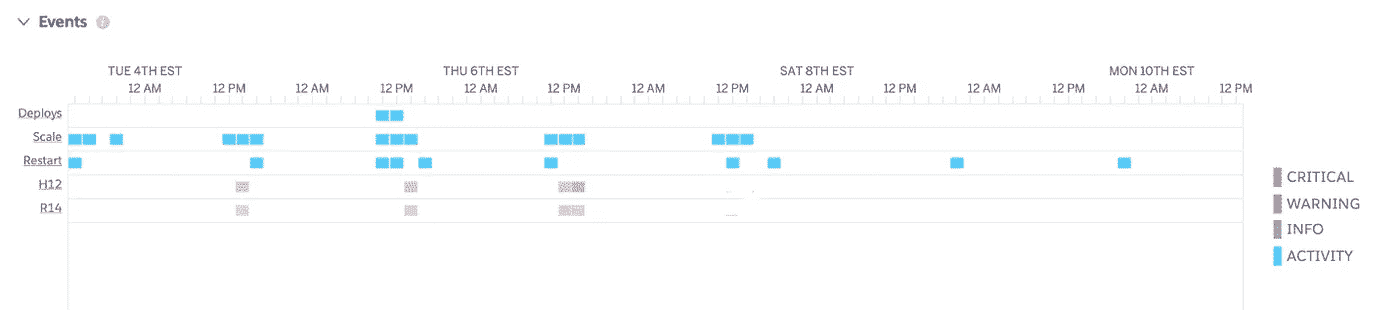 Events
TUE 4TH EST THU 6TH EST SAT 8TH EST MON 10TH EST
12 AM 12 PM 12 AM 12 PM 12 AM 12 PM 12 AM 12 PM 12 AM 12 PM 12 AM 12 PM 12 AM 12 PM
Deploys
Scale
Restart
H12
R14
CRITICAL
WARNING
INFO
ACTIVITY